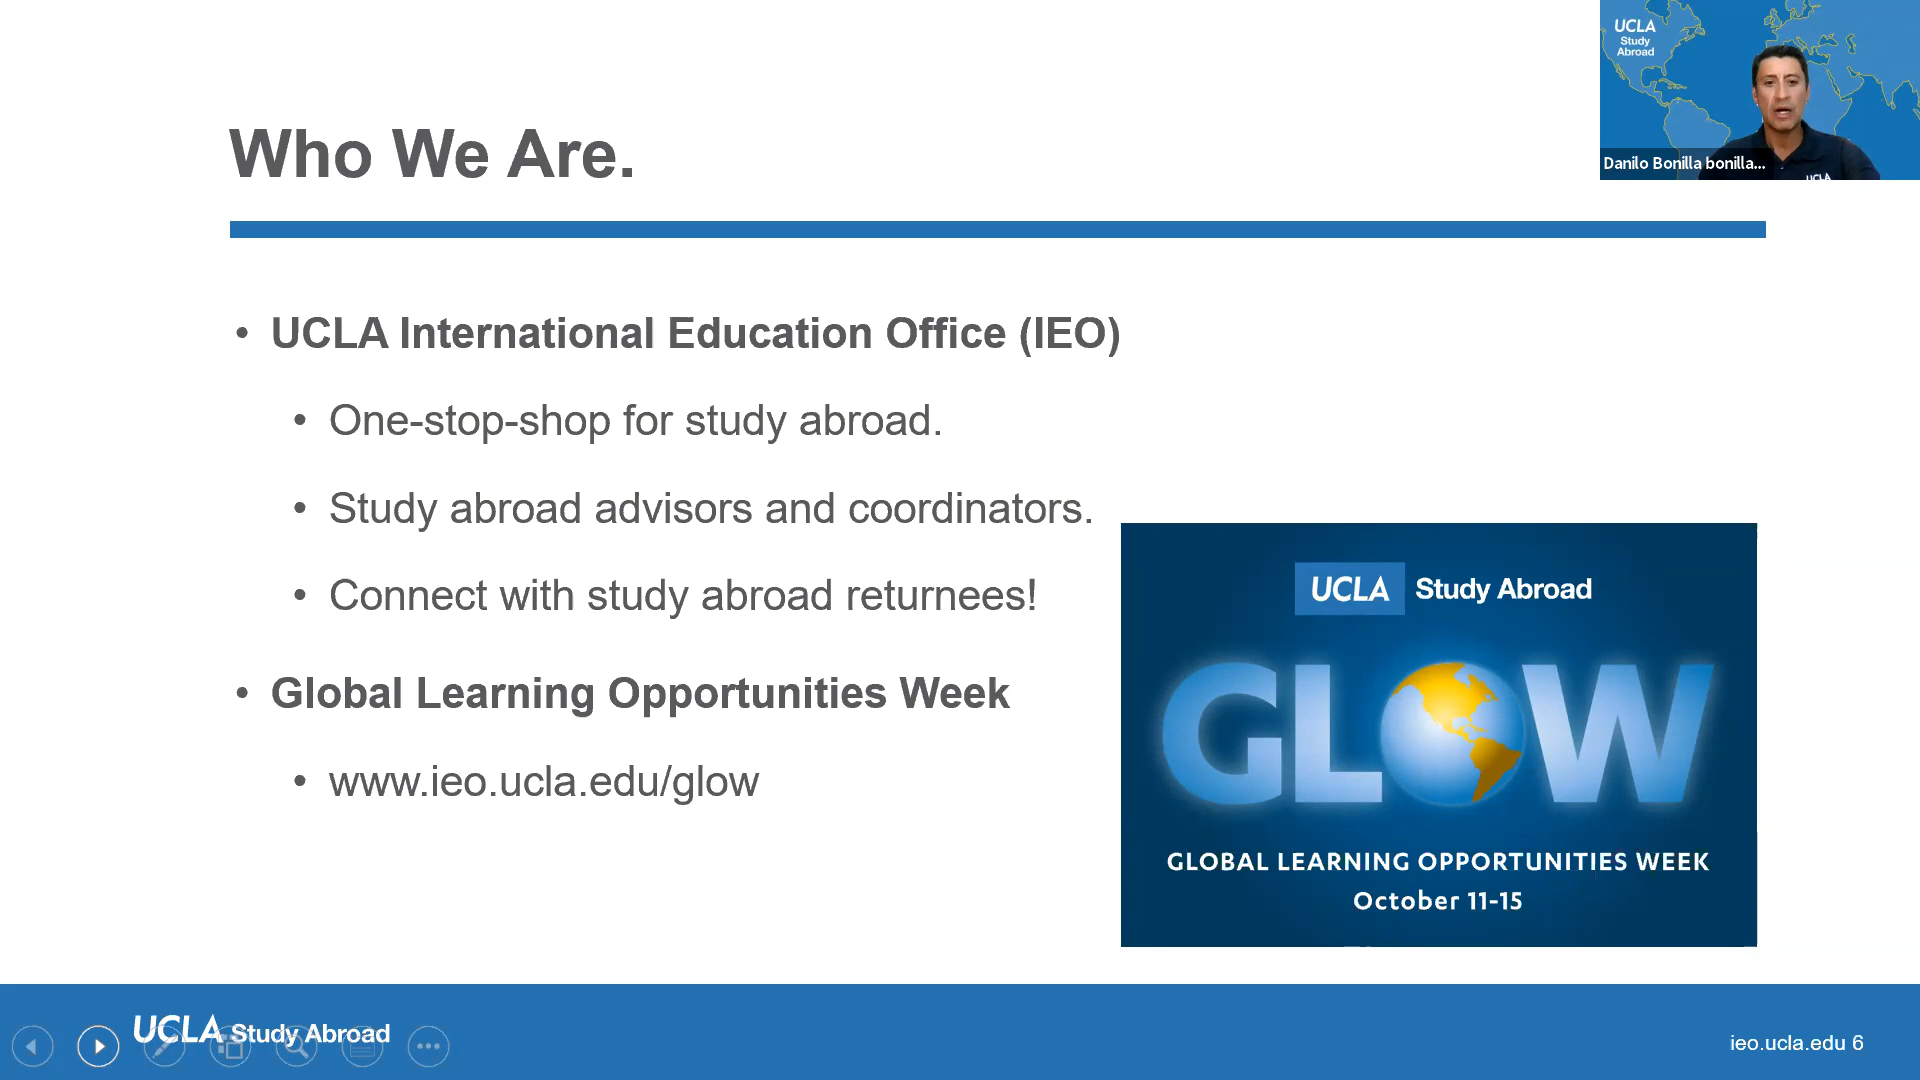 UCLA
Study
Abroad
Danilo Bonilla bonilla...
UCLA
Who We Are.
• UCLA International Education Office (IEO)
• One-stop-shop for study abroad.
• Study abroad advisors and coordinators.
• Connect with study abroad returnees!
• Global Learning Opportunities Week
• www.ieo.ucla.edu/glow
UCLA Study Abroad
GLOW
GLOBAL LEARNING OPPORTUNITIES WEEK
October 11-15
UCLA Study Abroad
ieo.ucla.edu 6